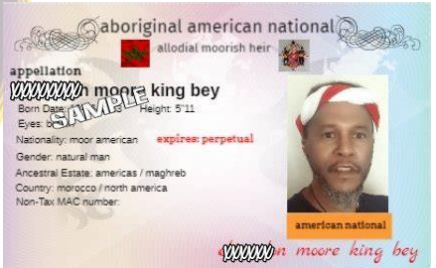 aboriginal american national
allodial moorish heir
appellation
moore king bey
SAMPLE
Born Date: Height: 5"11
Eyes:
Nationality: moor american expires: perpetual
Gender: natural man
Ancestral Estate: americas / maghreb
Country: morocco / north america
Non-Tax MAC number:
american national
moore king bey